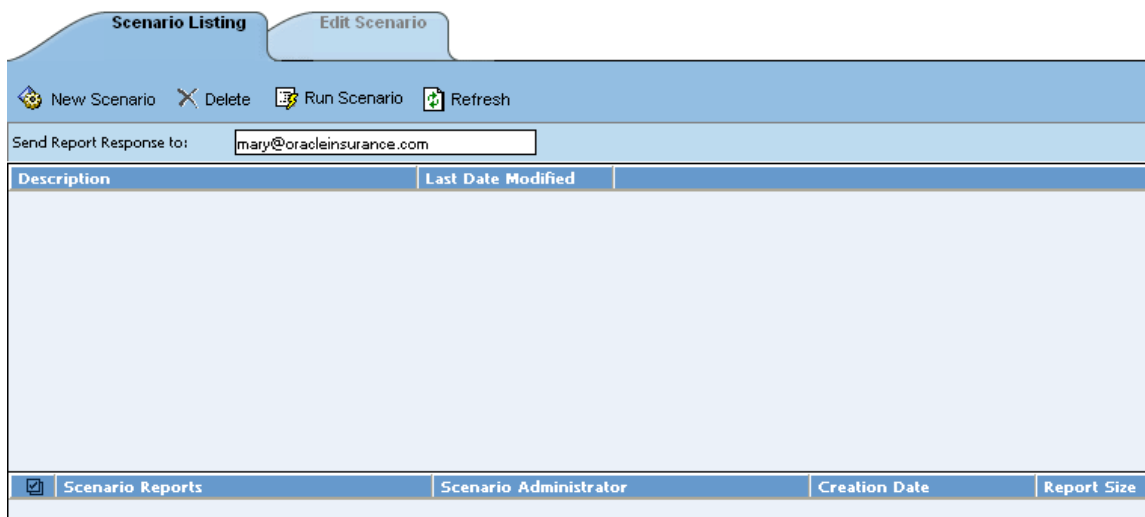 Scenario Listing Edit Scenario
New Scenario Delete Run Scenario Refresh
Send Report Response to: mary@oracleinsurance.com
Description Last Date Modified
Scenario Reports Scenario Administrator Creation Date Report Size